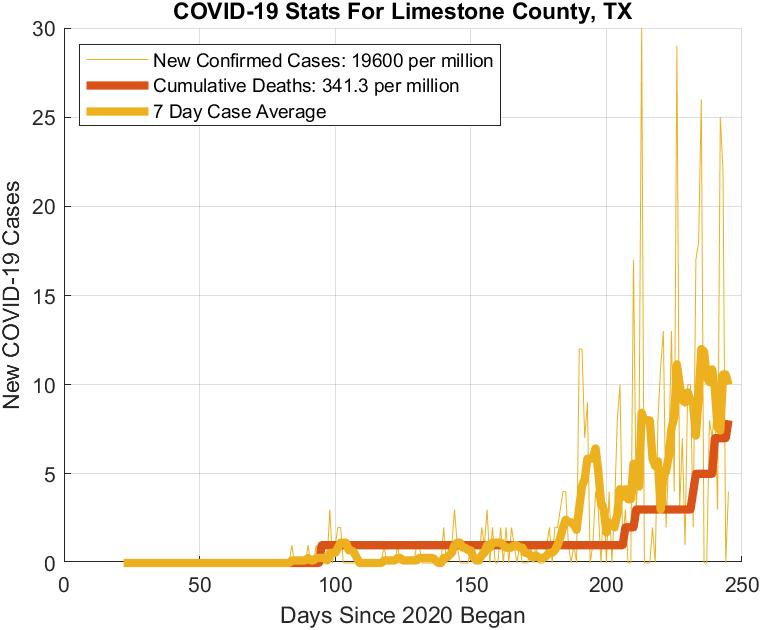 COVID-19 Stats For Limestone County, TX
New Confirmed Cases: 19600 per million
Cumulative Deaths: 341.3 per million
7 Day Case Average
New COVID-19 Cases
30
25
20
15
10
5
0
0 50 100 150 200 250
Days Since 2020 Began